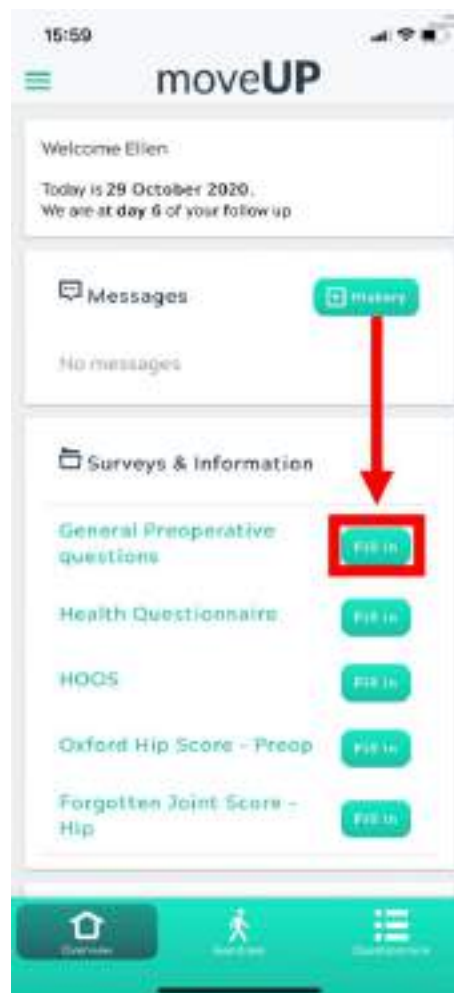 15:59
moveUP
Welcome Ellen
Today is 29 October 2020.
We are at day 6 of your follow up
Messages
History
No messages
Surveys & Information
General Preoperative
questions
Fill in
Health Questionnaire
Fill in
HOOS
Fill in
Oxford Hip Score - Preop
Fill in
Forgotten Joint Score -
Hip
Fill in
Overview